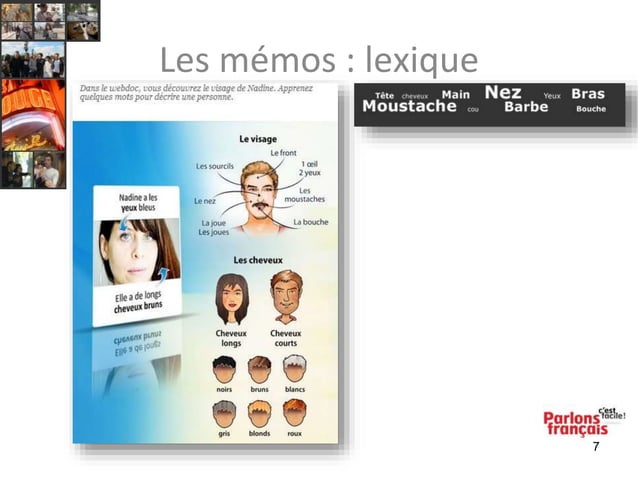 Les mémos : lexique
Dans le webdoc, vous découvrez le visage de Nadine. Apprenez
quelques mots pour décrire une personne.
Tête cheveux Main Nez Yeux Bras
Moustache cou Barbe Bouche
Le visage
Le front
Les sourcils
1 œil
2 yeux
Le nez
Les
moustaches
La joue
Les joues
La bouche
Nadine a les
yeux bleus
Elle a de longs
cheveux bruns
Les cheveux
Cheveux
longs
Cheveux
courts
noirs bruns blancs
gris blonds roux
OUGE
c'est
facile!
Parlons
français
7